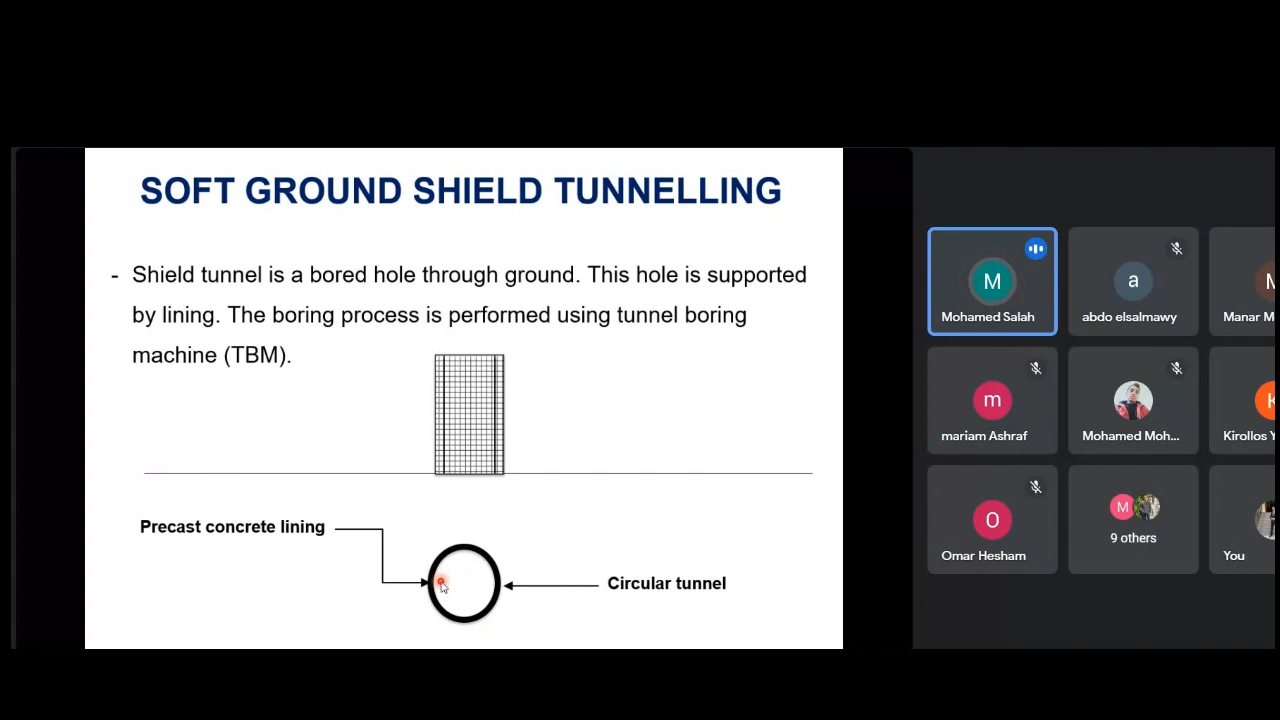 SOFT GROUND SHIELD TUNNELLING
- Shield tunnel is a bored hole through ground. This hole is supported
by lining. The boring process is performed using tunnel boring
machine (TBM).
Precast concrete lining
Circular tunnel
M
Mohamed Salah
a
abdo elsalmawy
M
Manar M
m
mariam Ashraf
Mohamed Moh...
K
Kirollos Y
O
Omar Hesham
M
9 others
You